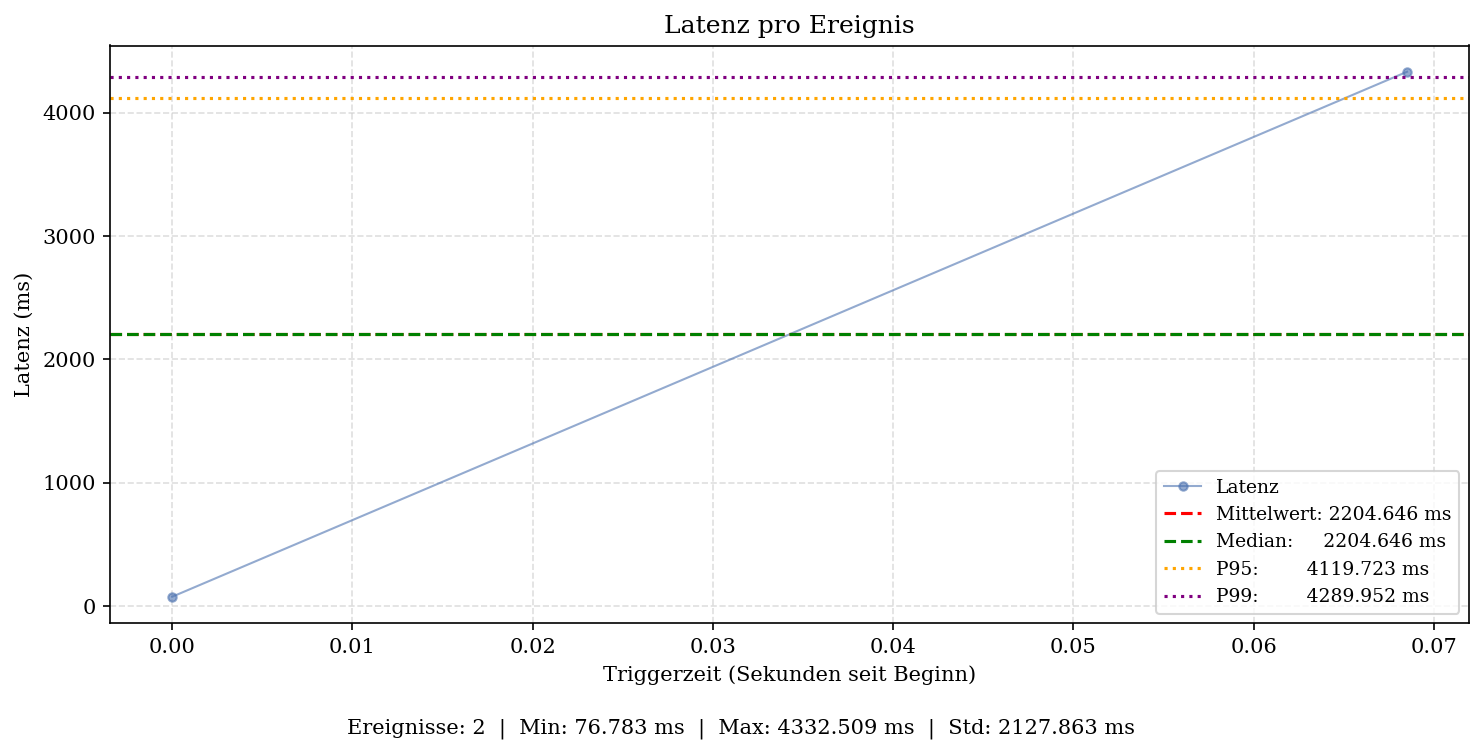 Latenz pro Ereignis
Latenz (ms)
4000
3000
2000
1000
0
0.00 0.01 0.02 0.03 0.04 0.05 0.06 0.07
Triggerzeit (Sekunden seit Beginn)
Latenz
Mittelwert: 2204.646 ms
Median: 2204.646 ms
P95: 4119.723 ms
P99: 4289.952 ms
Ereignisse: 2 | Min: 76.783 ms | Max: 4332.509 ms | Std: 2127.863 ms